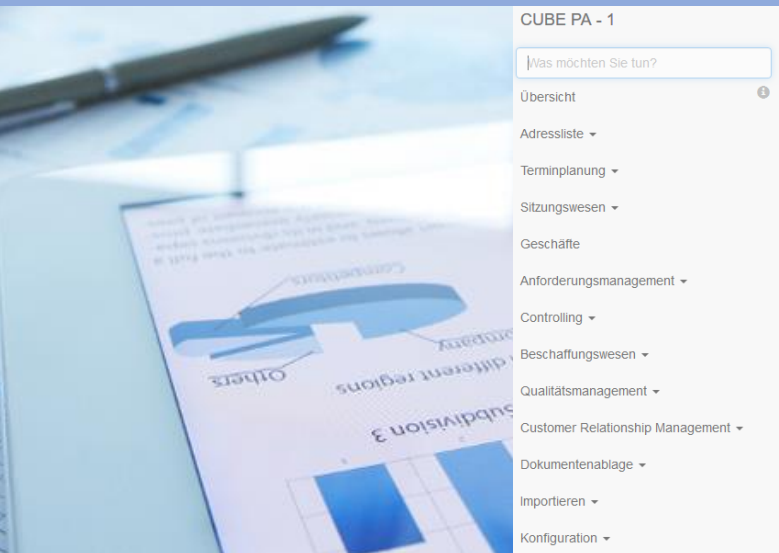 CUBE PA - 1
Was möchten Sie tun?
Übersicht
Adressliste
Terminplanung
Sitzungswesen
Geschäfte
Anforderungsmanagement
Controlling
Beschaffungswesen
Qualitätsmanagement
Customer Relationship Management
Dokumentenablage
Importieren
Konfiguration
Subdivision 3
different regions
Others
Competitors